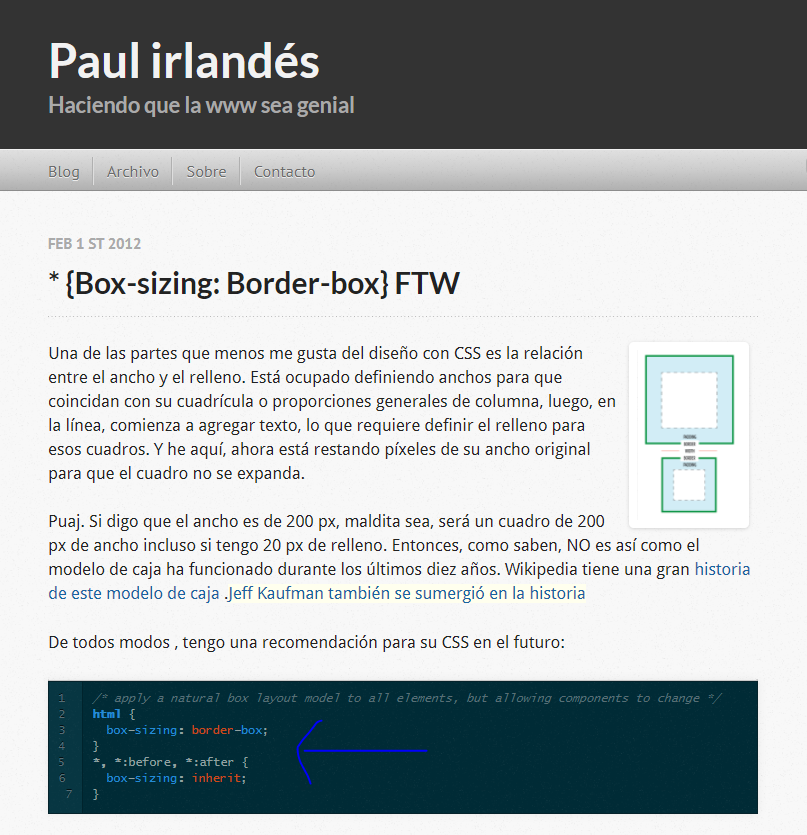 Paul irlandés
Haciendo que la www sea genial
Blog
Archivo
Sobre
Contacto
FEB 1 ST 2012
* {Box-sizing: Border-box} FTW
Una de las partes que menos me gusta del diseño con CSS es la relación
entre el ancho y el relleno. Está ocupado definiendo anchos para que
coincidan con su cuadrícula o proporciones generales de columna, luego, en
la línea, comienza a agregar texto, lo que requiere definir el relleno para
esos cuadros. Y he aquí, ahora está restando píxeles de su ancho original
para que el cuadro no se expanda.
Puaj. Si digo que el ancho es de 200 px, maldita sea, será un cuadro de 200
px de ancho incluso si tengo 20 px de relleno. Entonces, como saben, NO es así como el
modelo de caja ha funcionado durante los últimos diez años. Wikipedia tiene una gran historia
de este modelo de caja .Jeff Kaufman también se sumergió en la historia
De todos modos , tengo una recomendación para su CSS en el futuro:
1 /* apply a natural box layout model to all elements, but allowing components to change */
2 html {
3 box-sizing: border-box;
4 }
5 *, *:before, *:after {
6 box-sizing: inherit;
7 }